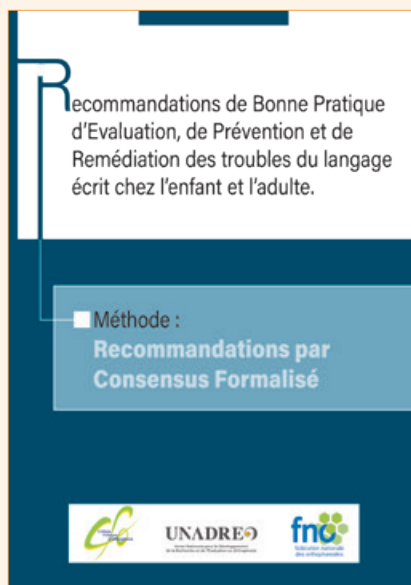 Recommandations de Bonne Pratique
d'Evaluation, de Prévention et de
Remédiation des troubles du langage
écrit chez l'enfant et l'adulte.
Méthode :
Recommandations par
Consensus Formalisé
UNADREO
fno
fédération nationale
des orthophonistes